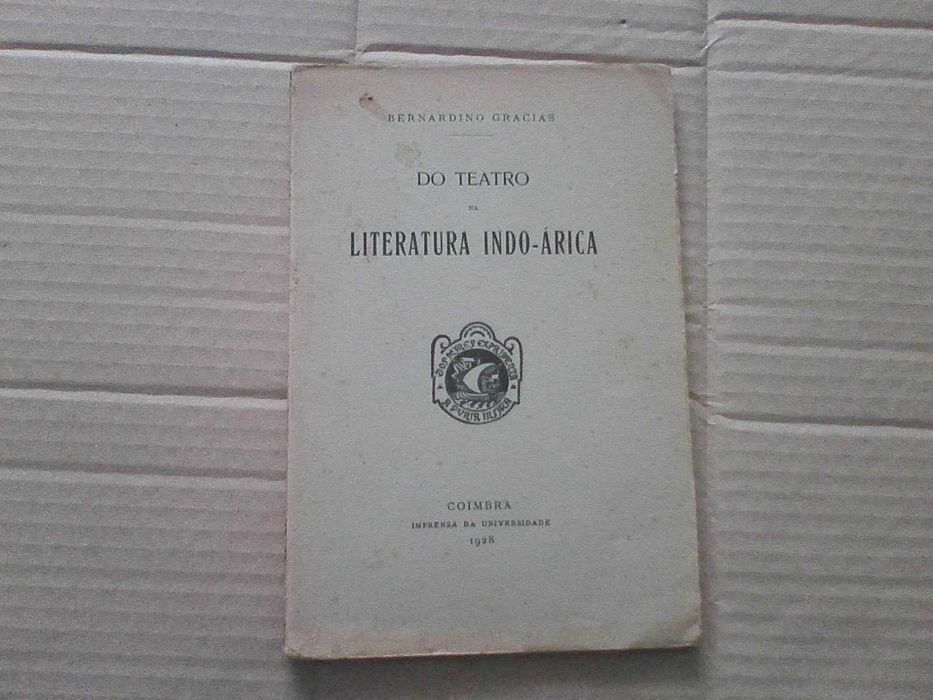 BERNARDINO GRACIAS
DO TEATRO
NA
LITERATURA INDO-ÁRICA
COIMBRA
IMPRENSA DA UNIVERSIDADE
1928